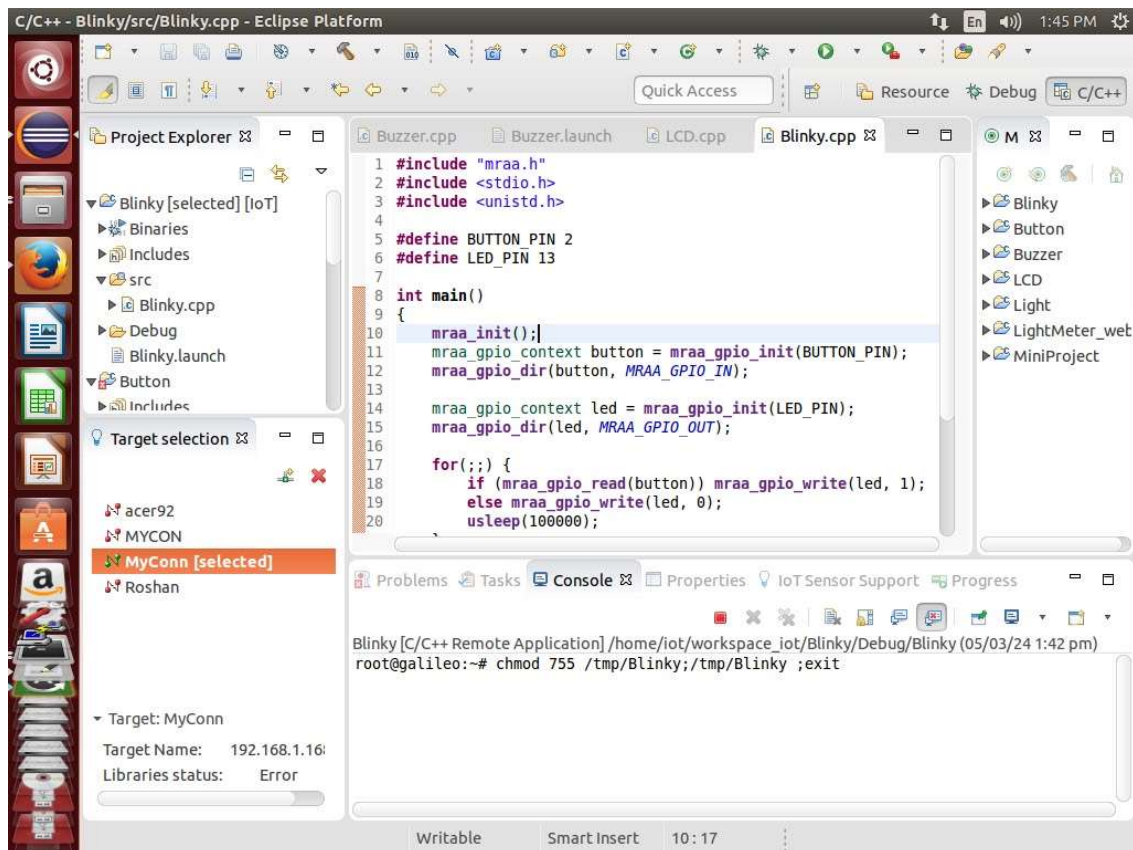 C/C++ - Blinky/src/Blinky.cpp - Eclipse Platform
En
1:45 PM
Quick Access
Resource
Debug
C/C++
Project Explorer
Blinky [selected] [IoT]
Binaries
Includes
src
Blinky.cpp
Debug
Blinky.launch
Button
Includes
Target selection
acer92
MYCON
MyConn [selected]
Roshan
Target: MyConn
Target Name: 192.168.1.16
Libraries status: Error
Buzzer.cpp
Buzzer.launch
LCD.cpp
Blinky.cpp
1 #include "mraa.h"
2 #include <stdio.h>
3 #include <unistd.h>
4
5 #define BUTTON_PIN 2
6 #define LED_PIN 13
7
8 int main()
9 {
10 mraa_init();
11 mraa_gpio_context button = mraa_gpio_init(BUTTON_PIN);
12 mraa_gpio_dir(button, MRAA_GPIO_IN);
13
14 mraa_gpio_context led = mraa_gpio_init(LED_PIN);
15 mraa_gpio_dir(led, MRAA_GPIO_OUT);
16
17 for(;;) {
18 if (mraa_gpio_read(button)) mraa_gpio_write(led, 1);
19 else mraa_gpio_write(led, 0);
20 usleep(100000);
M
Blinky
Button
Buzzer
LCD
Light
LightMeter_web
MiniProject
Problems
Tasks
Console
Properties
IoT Sensor Support
Progress
Blinky [C/C++ Remote Application] /home/iot/workspace_iot/Blinky/Debug/Blinky (05/03/24 1:42 pm)
root@galileo:~# chmod 755 /tmp/Blinky;/tmp/Blinky ;exit
Writable
Smart Insert
10 : 17